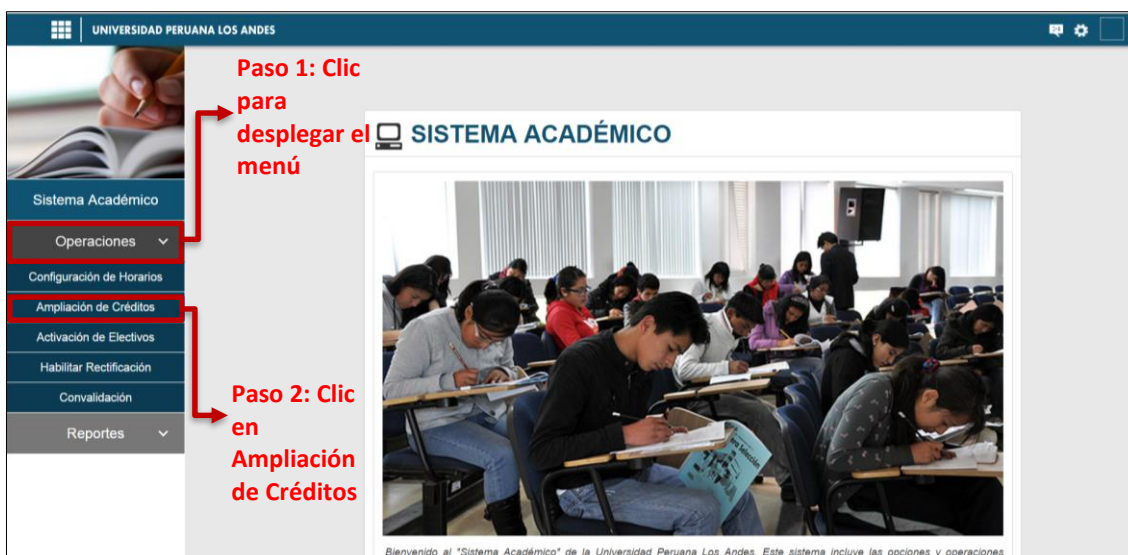 UNIVERSIDAD PERUANA LOS ANDES
Paso 1: Clic
para
desplegar el
menú
SISTEMA ACADÉMICO
Sistema Académico
Operaciones
Configuración de Horarios
Ampliación de Créditos
Activación de Electivos
Habilitar Rectificación
Convalidación
Reportes
Paso 2: Clic
en
Ampliación
de Créditos
Bienvenido al "Sistema Académico" de la Universidad Peruana Los Andes. Este sistema incluye las opciones y operaciones